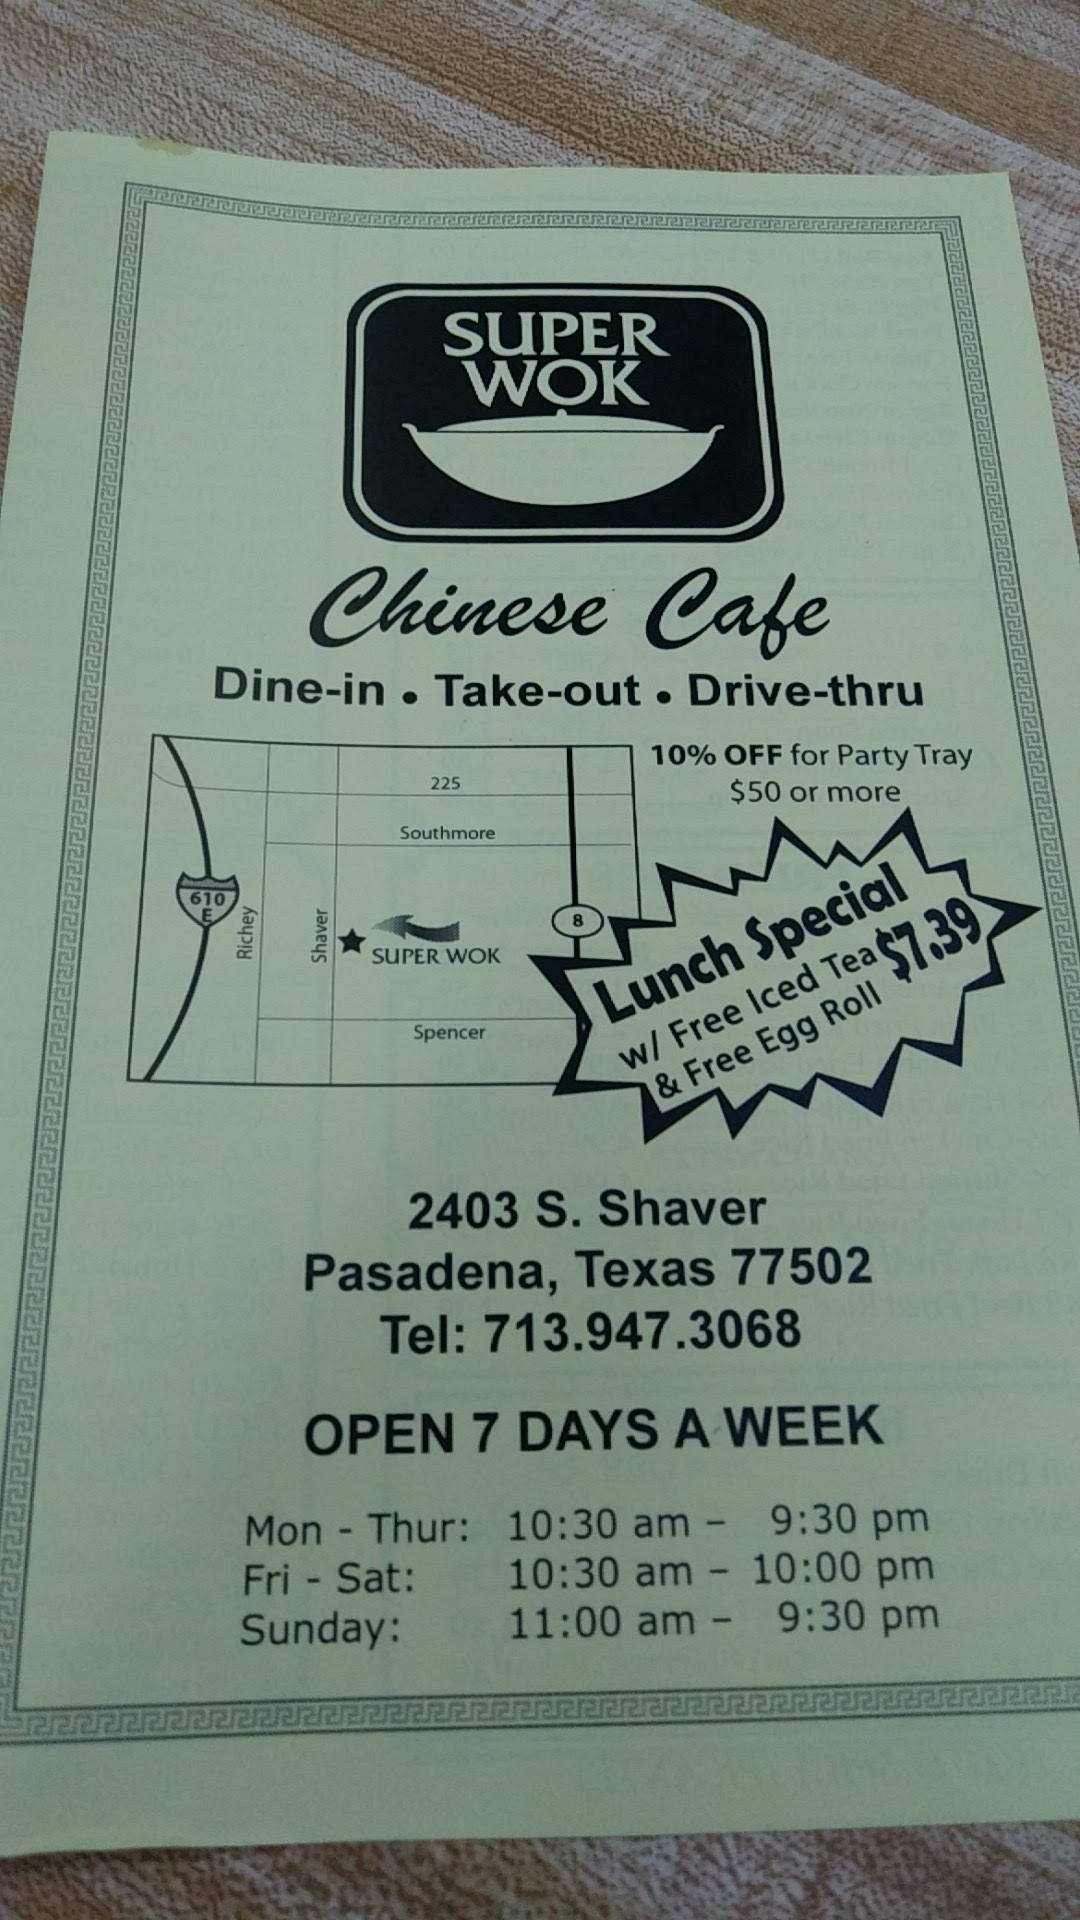 SUPER
WOK
Chinese Cafe
Dine-in • Take-out • Drive-thru
10% OFF for Party Tray
$50 or more
225
Southmore
610
E
Richey
Shaver
SUPER WOK
8
Spencer
Lunch Special
w/ Free Iced Tea $7.39
& Free Egg Roll
2403 S. Shaver
Pasadena, Texas 77502
Tel: 713.947.3068
OPEN 7 DAYS A WEEK
Mon - Thur: 10:30 am – 9:30 pm
Fri - Sat: 10:30 am – 10:00 pm
Sunday: 11:00 am – 9:30 pm